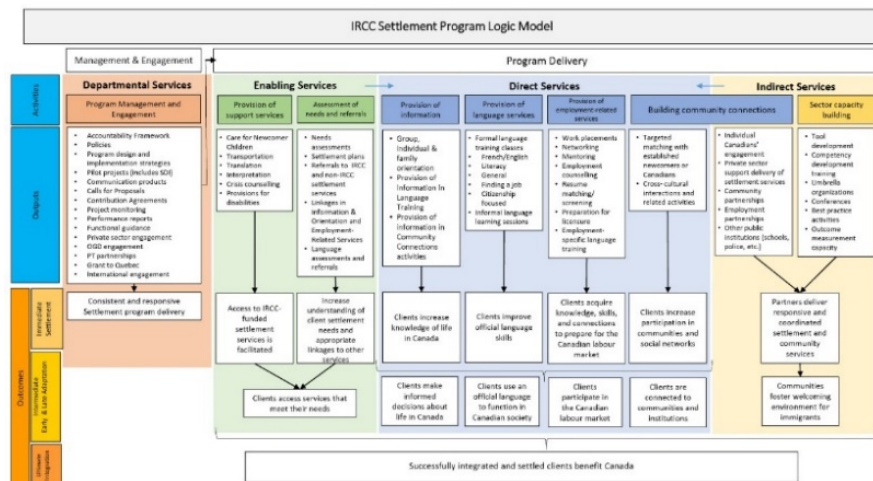 IRCC Settlement Program Logic Model
Management & Engagement
Program Delivery
Departmental Services
Enabling Services
Direct Services
Indirect Services
Activities
Program Management and
Engagement
Provision of
support services
Assessment of
needs and referrals
Provision of
information
Provision of
language services
Provision of
employment-related
services
Building community connections
Sector capacity
building
Outputs
• Accountability Framework
• Policies
• Program design and
implementation strategies
• Pilot projects (includes SDI)
• Communication products
• Calls for Proposals
• Contribution Agreements
• Project monitoring
• Performance reports
• Functional guidance
• Private sector engagement
• OGD engagement
• PT partnerships
• Grant to Quebec
• International engagement
• Care for Newcomer
Children
• Transportation
• Translation
• Interpretation
• Crisis counselling
• Provisions for
disabilities
• Needs
assessments
• Settlement plans
• Referrals to IRCC
and non-IRCC
settlement
services
• Linkages in
Information &
Orientation and
Employment-
Related Services
• Language
assessments and
referrals
• Group,
Individual &
family
orientation
• Provision of
Information in
Language
Training
• Provision of
Information in
Community
Connections
activities
• Formal language
training classes
◦ French/English
◦ Literacy
◦ General
◦ Finding a job
◦ Citizenship
focused
• Informal language
learning sessions
• Work placements
• Networking
• Mentoring
• Employment
counselling
• Resume
matching/
screening
• Preparation for
licensure
• Employment-
specific language
training
• Targeted
matching with
established
newcomers or
Canadians
• Cross-cultural
interactions and
related activities
• Individual
Canadians'
engagement
• Private sector
support delivery of
settlement services
• Community
partnerships
• Employment
partnerships
• Other public
institutions (schools,
police, etc.)
• Tool
development
• Competency
development
training
• Umbrella
organizations
• Conferences
• Best practice
activities
• Outcome
measurement
capacity
Outcomes
Immediate
Settlement
Consistent and responsive
Settlement program delivery
Access to IRCC-
funded
settlement
services is
facilitated
Increase
understanding of
client settlement
needs and
appropriate
linkages to other
services
Clients increase
knowledge of life
in Canada
Clients improve
official language
skills
Clients acquire
knowledge, skills,
and connections
to prepare for the
Canadian labour
market
Clients increase
participation in
communities and
social networks
Partners deliver
responsive and
coordinated
settlement and
community
services
Intermediate
Early & Late Adaptation
Clients access services that
meet their needs
Clients make
informed
decisions about
life in Canada
Clients use an
official language
to function in
Canadian society
Clients
participate in
the Canadian
labour market
Clients are
connected to
communities and
institutions
Communities
foster welcoming
environment for
immigrants
Ultimate
Integration
Successfully integrated and settled clients benefit Canada